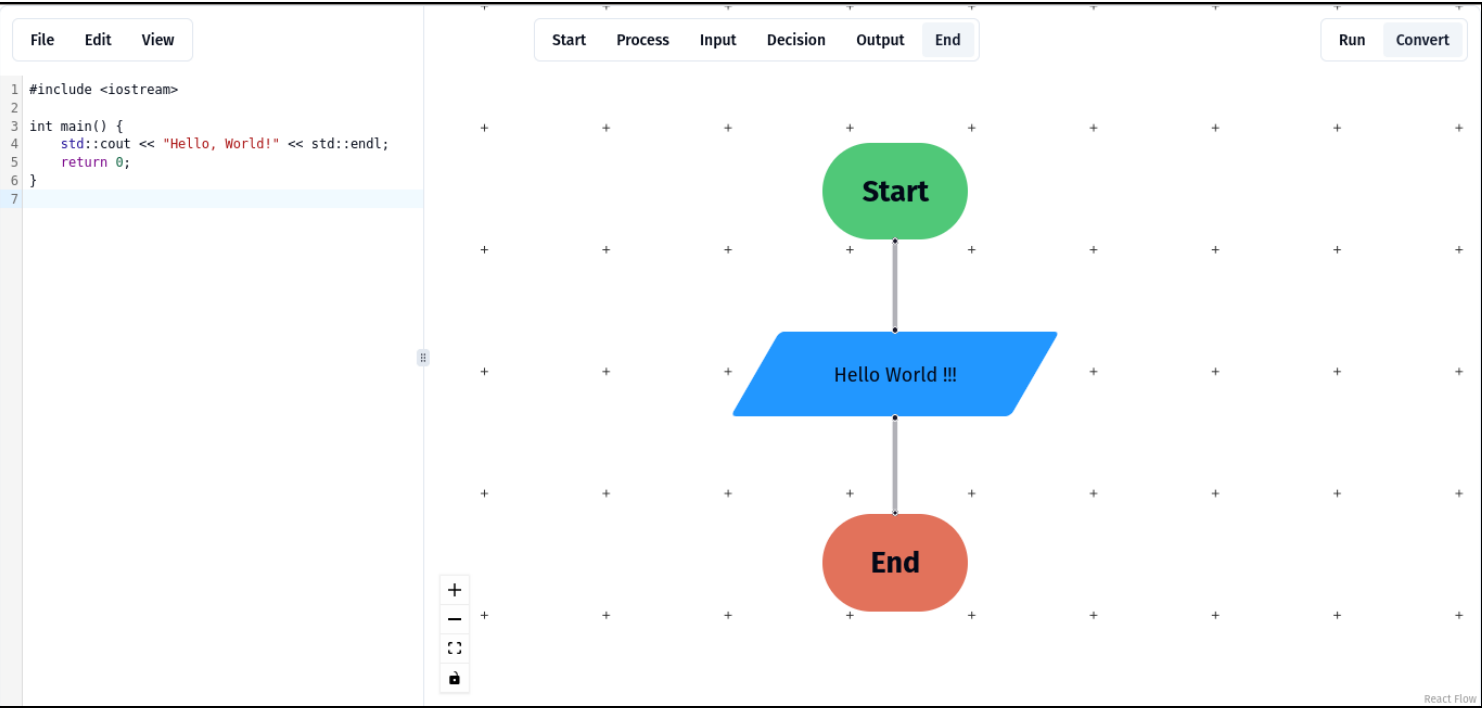 File Edit View
Start Process Input Decision Output End
Run Convert
1 #include <iostream>
2
3 int main() {
4     std::cout << "Hello, World!" << std::endl;
5     return 0;
6 }
7
Start
Hello World !!!
End
React Flow